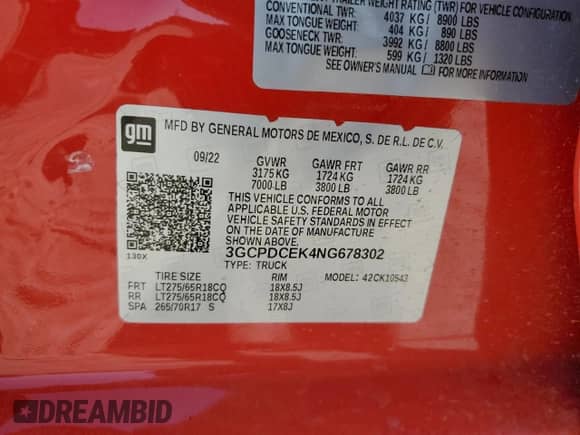 TRAILER WEIGHT RATING (TWR) FOR VEHICLE CONFIGURATION
CONVENTIONAL TWR: 4037 KG / 8900 LBS
MAX TONGUE WEIGHT: 404 KG / 890 LBS
GOOSENECK TWR: 3992 KG / 8800 LBS
MAX TONGUE WEIGHT: 599 KG / 1320 LBS
SEE OWNER'S MANUAL FOR MORE INFORMATION
gm
MFD BY GENERAL MOTORS DE MEXICO, S. DE R.L. DE C.V.
09/22 GVWR GAWR FRT GAWR RR
3175 KG 1724 KG 1724 KG
7000 LB 3800 LB 3800 LB
THIS VEHICLE CONFORMS TO ALL
APPLICABLE U.S. FEDERAL MOTOR
VEHICLE SAFETY STANDARDS IN EFFECT
ON THE DATE OF MANUFACTURE SHOWN ABOVE.
3GCPDCEK4NG678302
130X TYPE: TRUCK
TIRE SIZE RIM MODEL: 42CK10543
FRT LT275/65R18CQ 18X8.5J
RR LT275/65R18CQ 18X8.5J
SPA 265/70R17 S 17X8J
DREAMBID